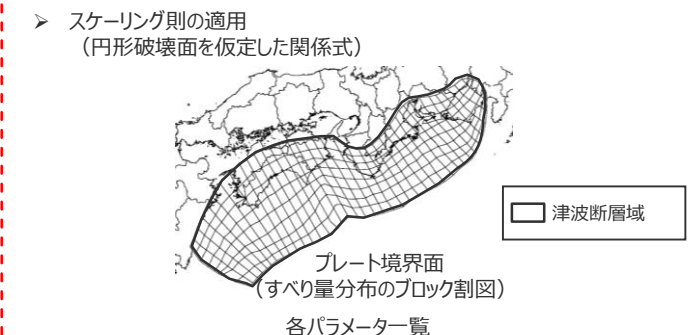 ➢ スケーリング則の適用
（円形破壊面を仮定した関係式）
津波断層域
プレート境界面
（すべり量分布のブロック割図）
各パラメータ一覧